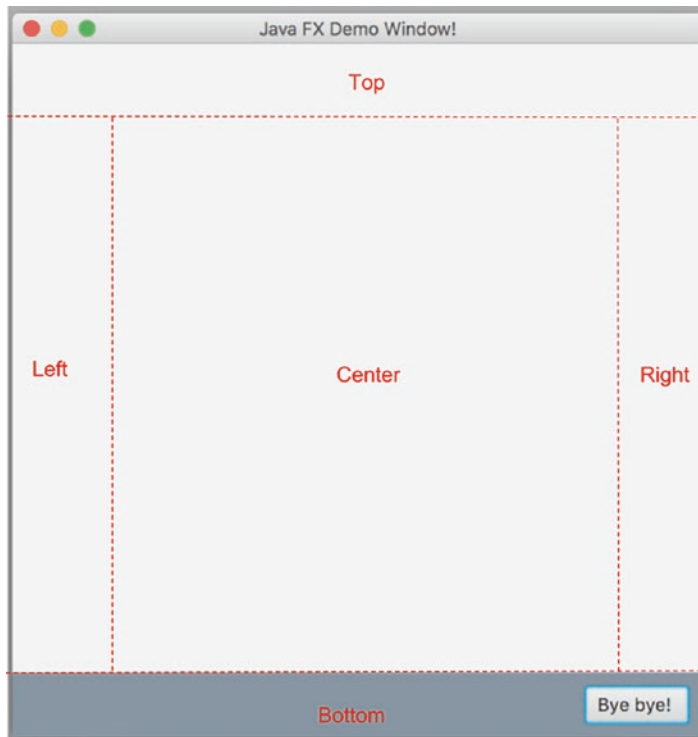 Java FX Demo Window!
Top
Left
Center
Right
Bottom
Bye bye!